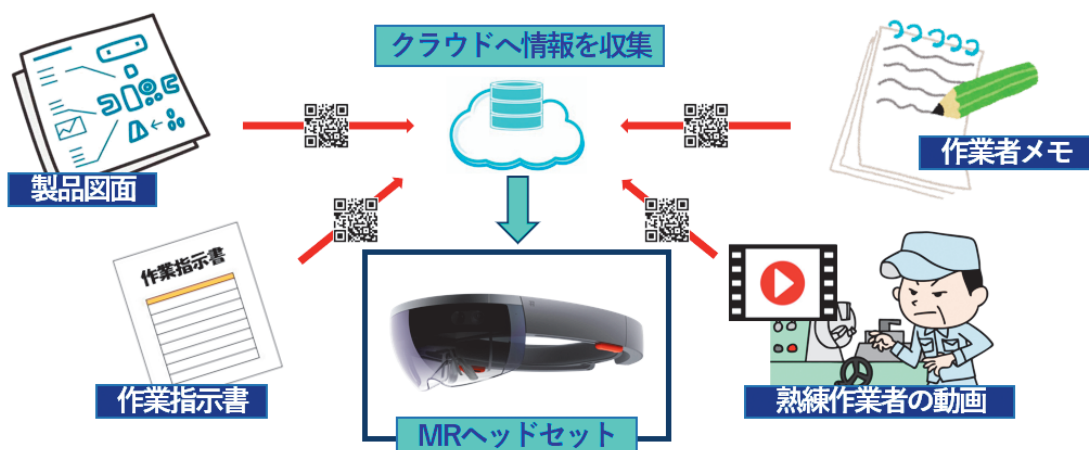 クラウドへ情報を収集
製品図面
作業者メモ
作業指示書
作業指示書
熟練作業者の動画
MRヘッドセット